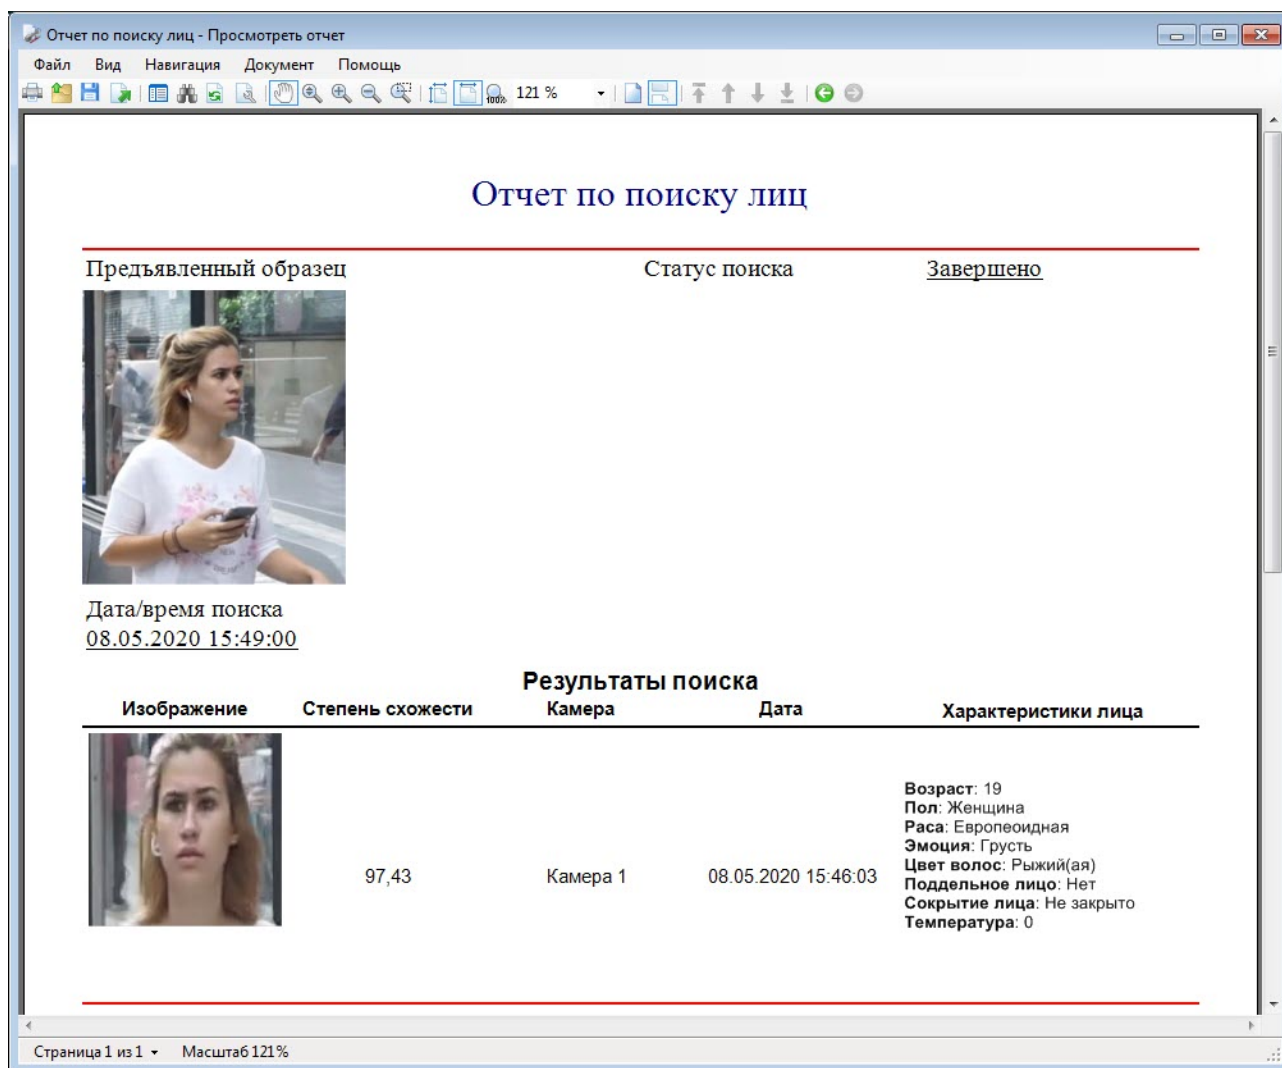 Отчет по поиску лиц - Просмотреть отчет
Файл Вид Навигация Документ Помощь
100% 121 %
Отчет по поиску лиц
Предъявленный образец Статус поиска Завершено
Дата/время поиска
08.05.2020 15:49:00
Результаты поиска
Изображение Степень схожести Камера Дата Характеристики лица
Возраст: 19
Пол: Женщина
Раса: Европеоидная
Эмоция: Грусть
Цвет волос: Рыжий(ая)
97,43 Камера 1 08.05.2020 15:46:03
Поддельное лицо: Нет
Сокрытие лица: Не закрыто
Температура: 0
Страница 1 из 1 Масштаб 121%